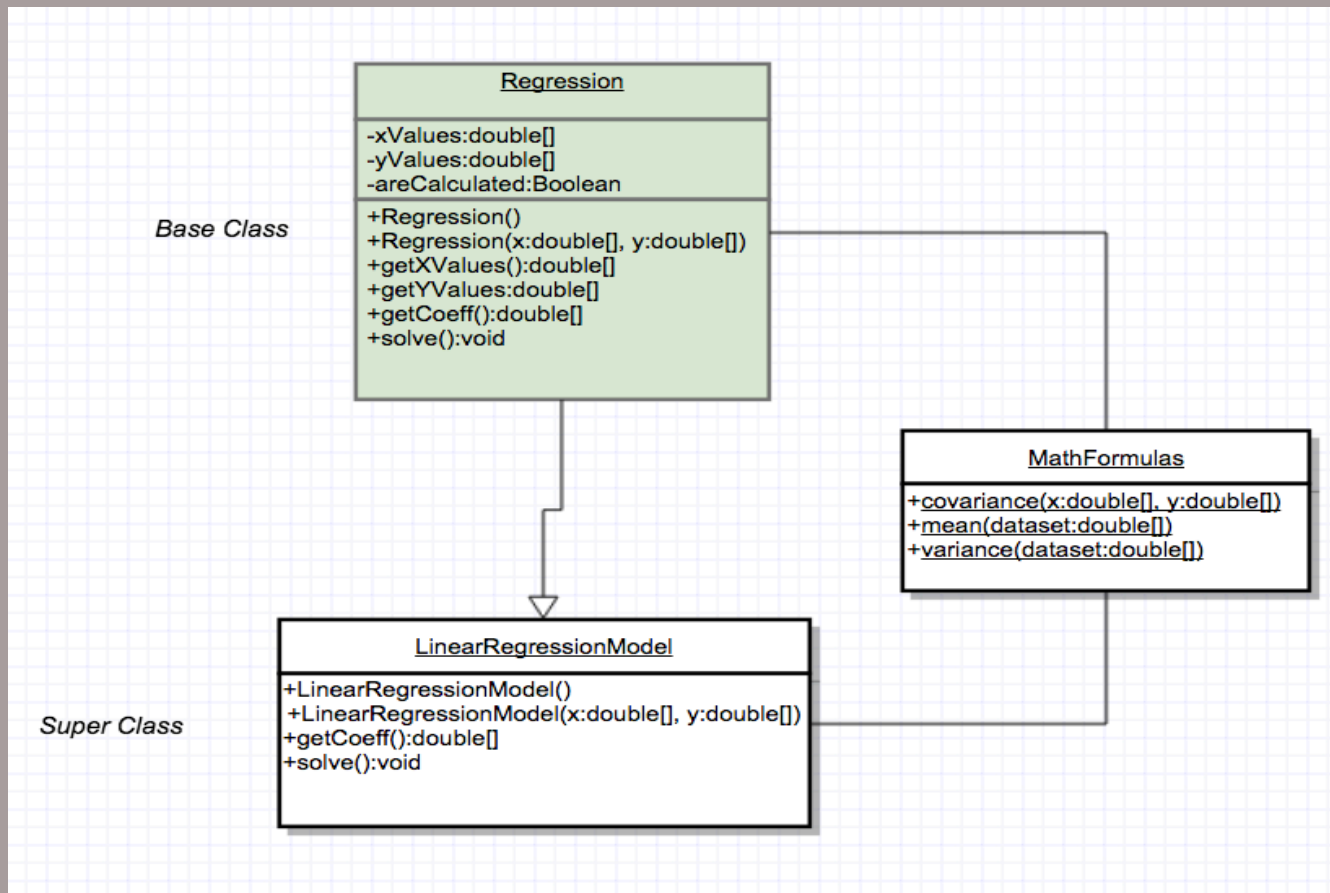 Regression
-xValues:double[]
-yValues:double[]
-areCalculated:Boolean
Base Class
+Regression()
+Regression(x:double[], y:double[])
+getXValues():double[]
+getYValues:double[]
+getCoeff():double[]
+solve():void
MathFormulas
+covariance(x:double[], y:double[])
+mean(dataset:double[])
+variance(dataset:double[])
LinearRegressionModel
Super Class
+LinearRegressionModel()
+LinearRegressionModel(x:double[], y:double[])
+getCoeff():double[]
+solve():void